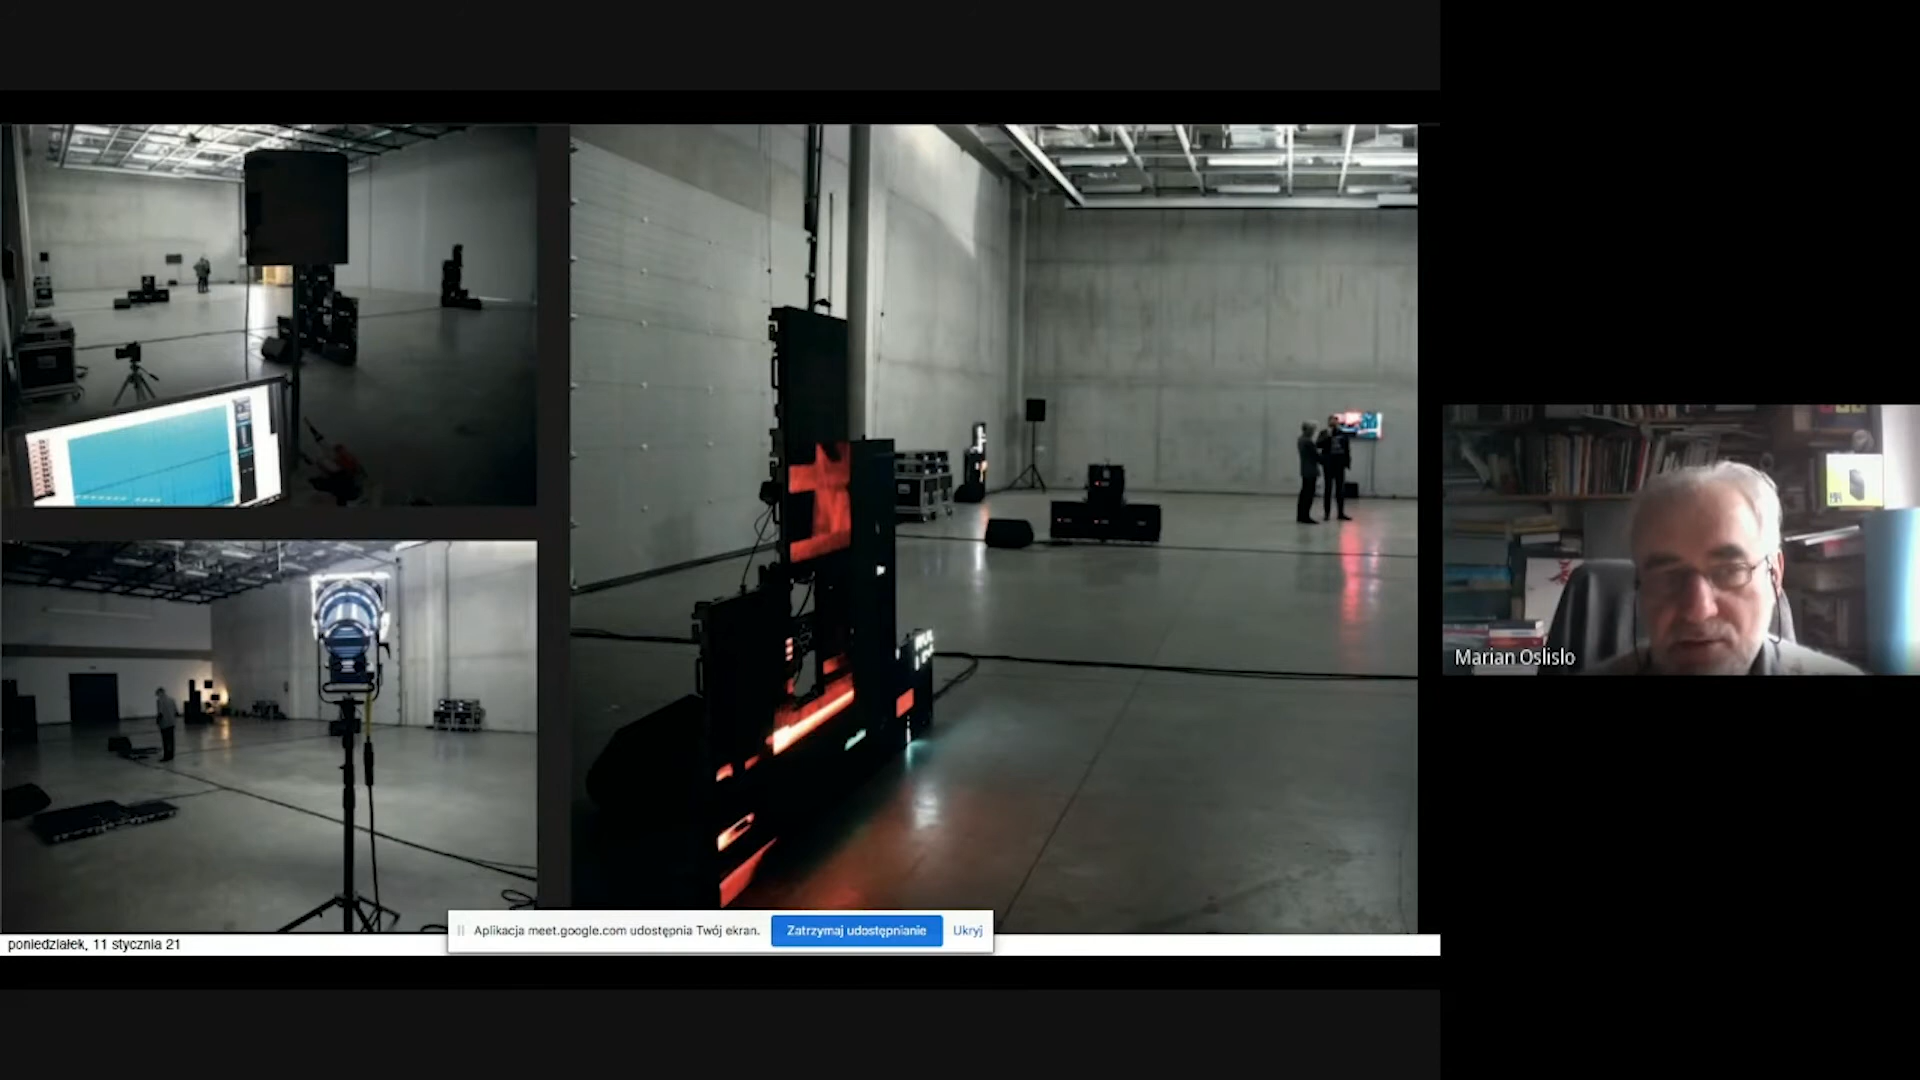 Marian Oslislo
Aplikacja meet.google.com udostępnia Twój ekran.
Zatrzymaj udostępnianie
Ukryj
poniedziałek, 11 stycznia 21